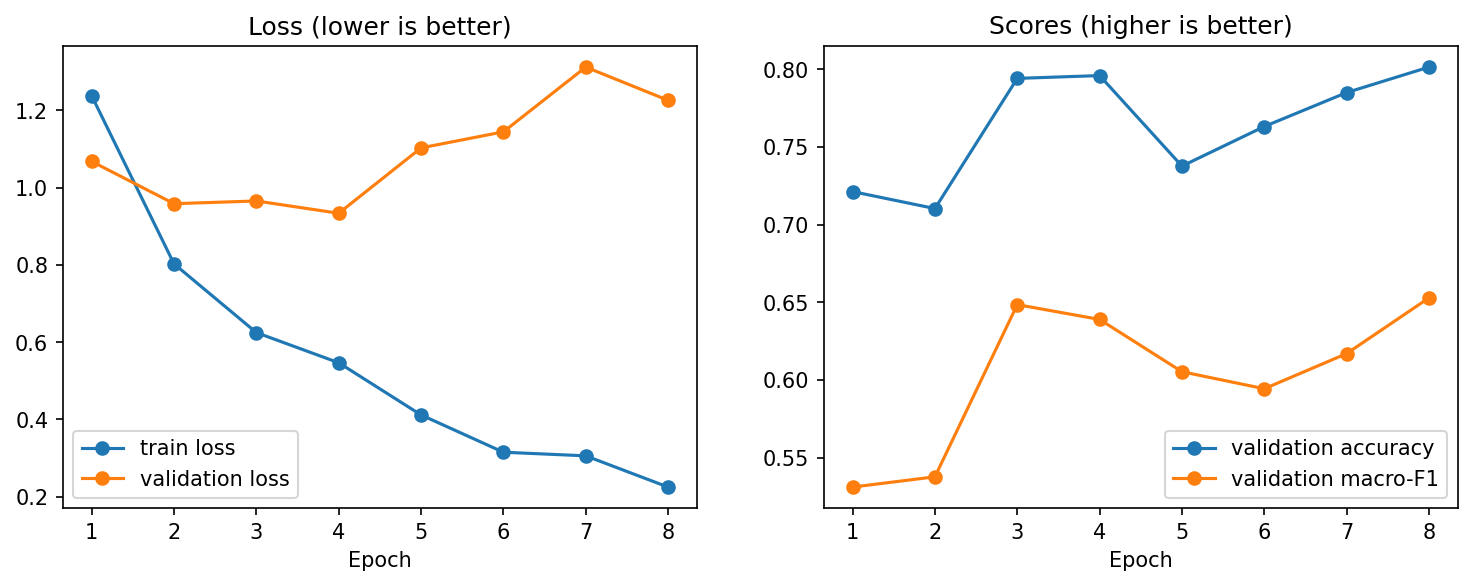 Loss (lower is better)
1.2
1.0
0.8
0.6
0.4
0.2
train loss
validation loss
1 2 3 4 5 6 7 8
Epoch
Scores (higher is better)
0.80
0.75
0.70
0.65
0.60
0.55
validation accuracy
validation macro-F1
1 2 3 4 5 6 7 8
Epoch